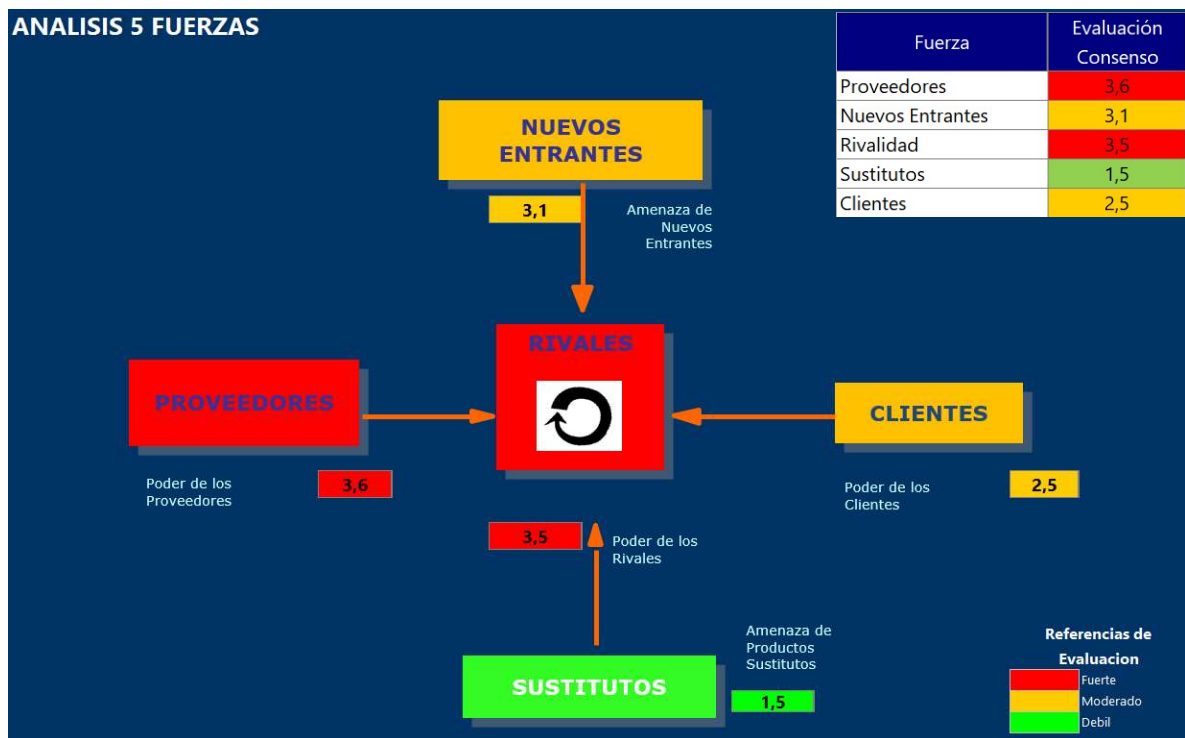 ANALISIS 5 FUERZAS
Fuerza
Evaluación
Consenso
Proveedores 3,6
Nuevos Entrantes 3,1
Rivalidad 3,5
Sustitutos 1,5
Clientes 2,5
NUEVOS
ENTRANTES
3,1
Amenaza de
Nuevos
Entrantes
RIVALES
PROVEEDORES
CLIENTES
Poder de los
Proveedores
3,6
Poder de los
Clientes
2,5
3,5
Poder de los
Rivales
Amenaza de
Productos
Sustitutos
SUSTITUTOS
1,5
Referencias de
Evaluacion
Fuerte
Moderado
Debil